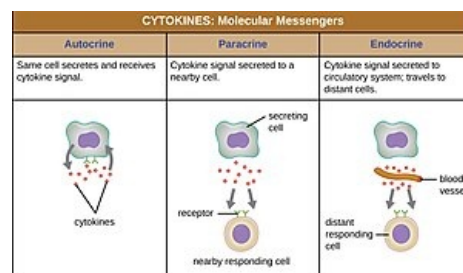 CYTOKINES: Molecular Messengers
Autocrine
Paracrine
Endocrine
Same cell secretes and receives
cytokine signal.
Cytokine signal secreted to a
nearby cell.
Cytokine signal secreted to
circulatory system; travels to
distant cells.
cytokines
secreting
cell
receptor
nearby responding cell
blood
vesse
distant
responding
cell